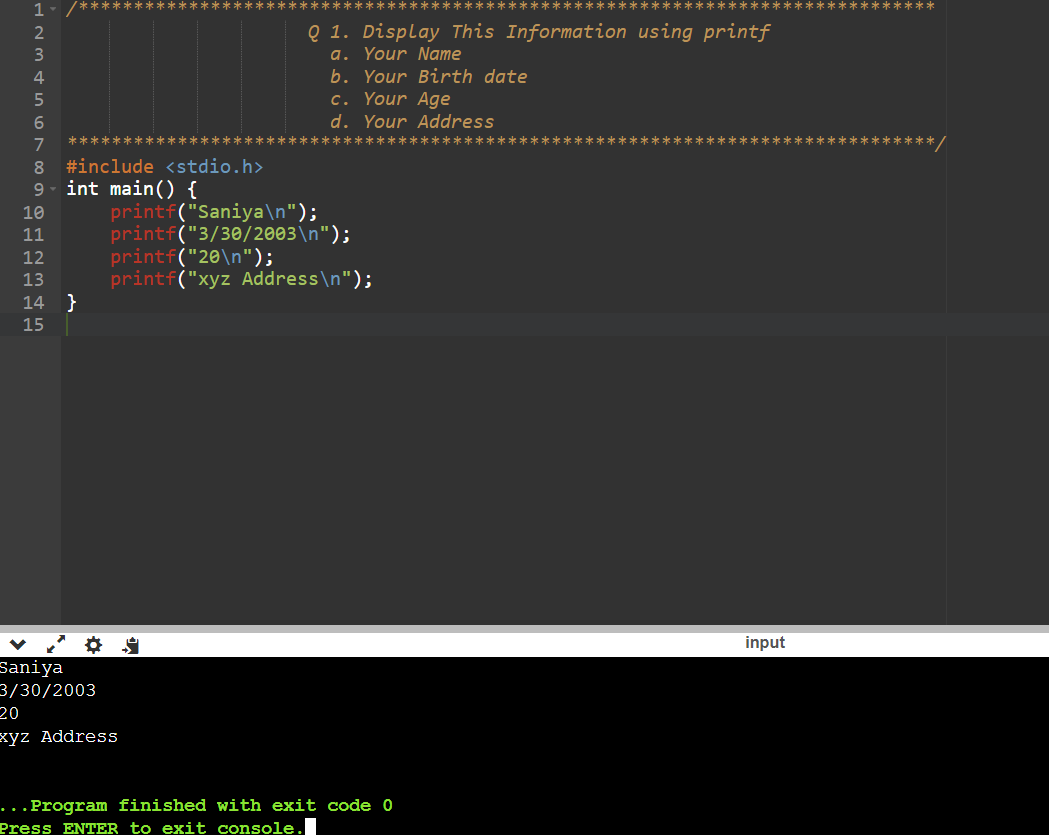 1 /******************************************************************************
2 Q 1. Display This Information using printf
3 a. Your Name
4 b. Your Birth date
5 c. Your Age
6 d. Your Address
7 *******************************************************************************/
8 #include <stdio.h>
9 int main() {
10 printf("Saniya\n");
11 printf("3/30/2003\n");
12 printf("20\n");
13 printf("xyz Address\n");
14 }
15
input
Saniya
3/30/2003
20
xyz Address
...Program finished with exit code 0
Press ENTER to exit console.